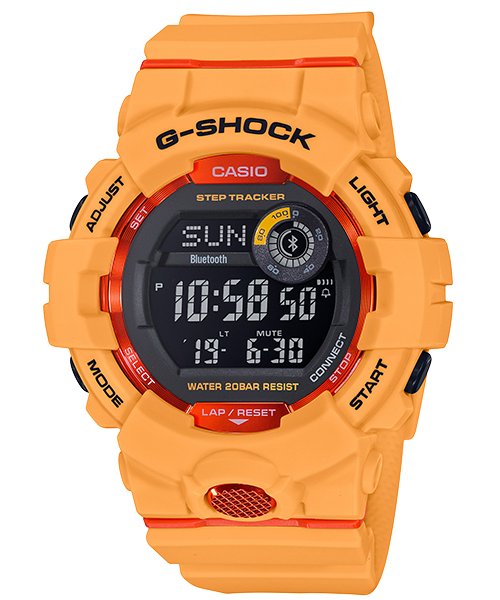 G-SHOCK
CASIO
STEP TRACKER
ADJUST
SET
LIGHT
SUN
100 P
80
60
40
Bluetooth
P 10:58 50
LT MUTE
'19- 6-30
SELECT
MODE
CONNECT
STOP
START
WATER 20BAR RESIST
LAP / RESET